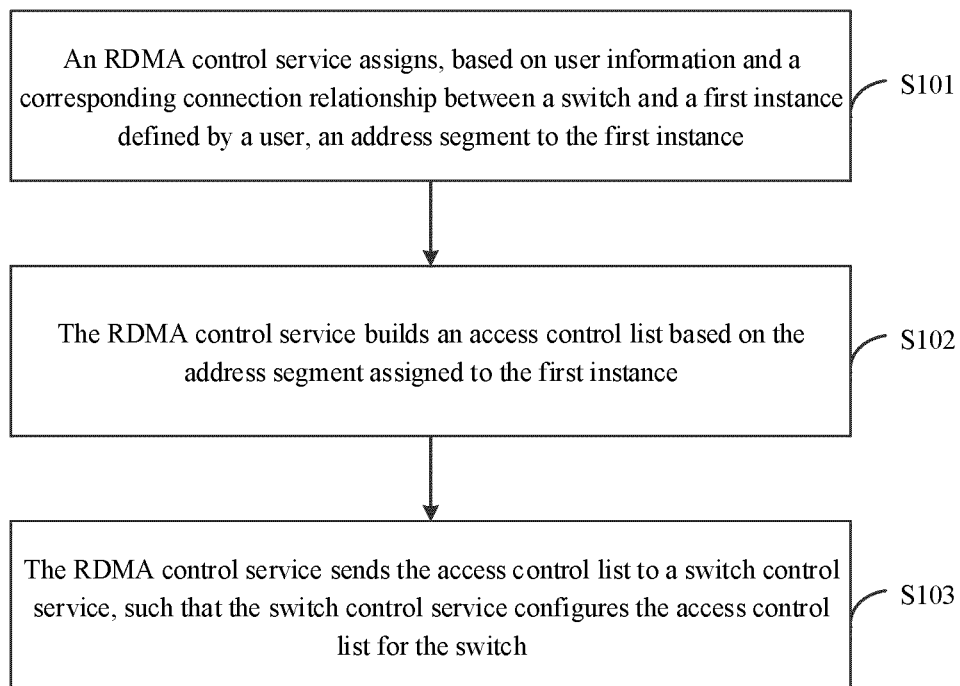 An RDMA control service assigns, based on user information and a
corresponding connection relationship between a switch and a first instance
defined by a user, an address segment to the first instance
S101
The RDMA control service builds an access control list based on the
address segment assigned to the first instance
S102
The RDMA control service sends the access control list to a switch control
service, such that the switch control service configures the access control
list for the switch
S103